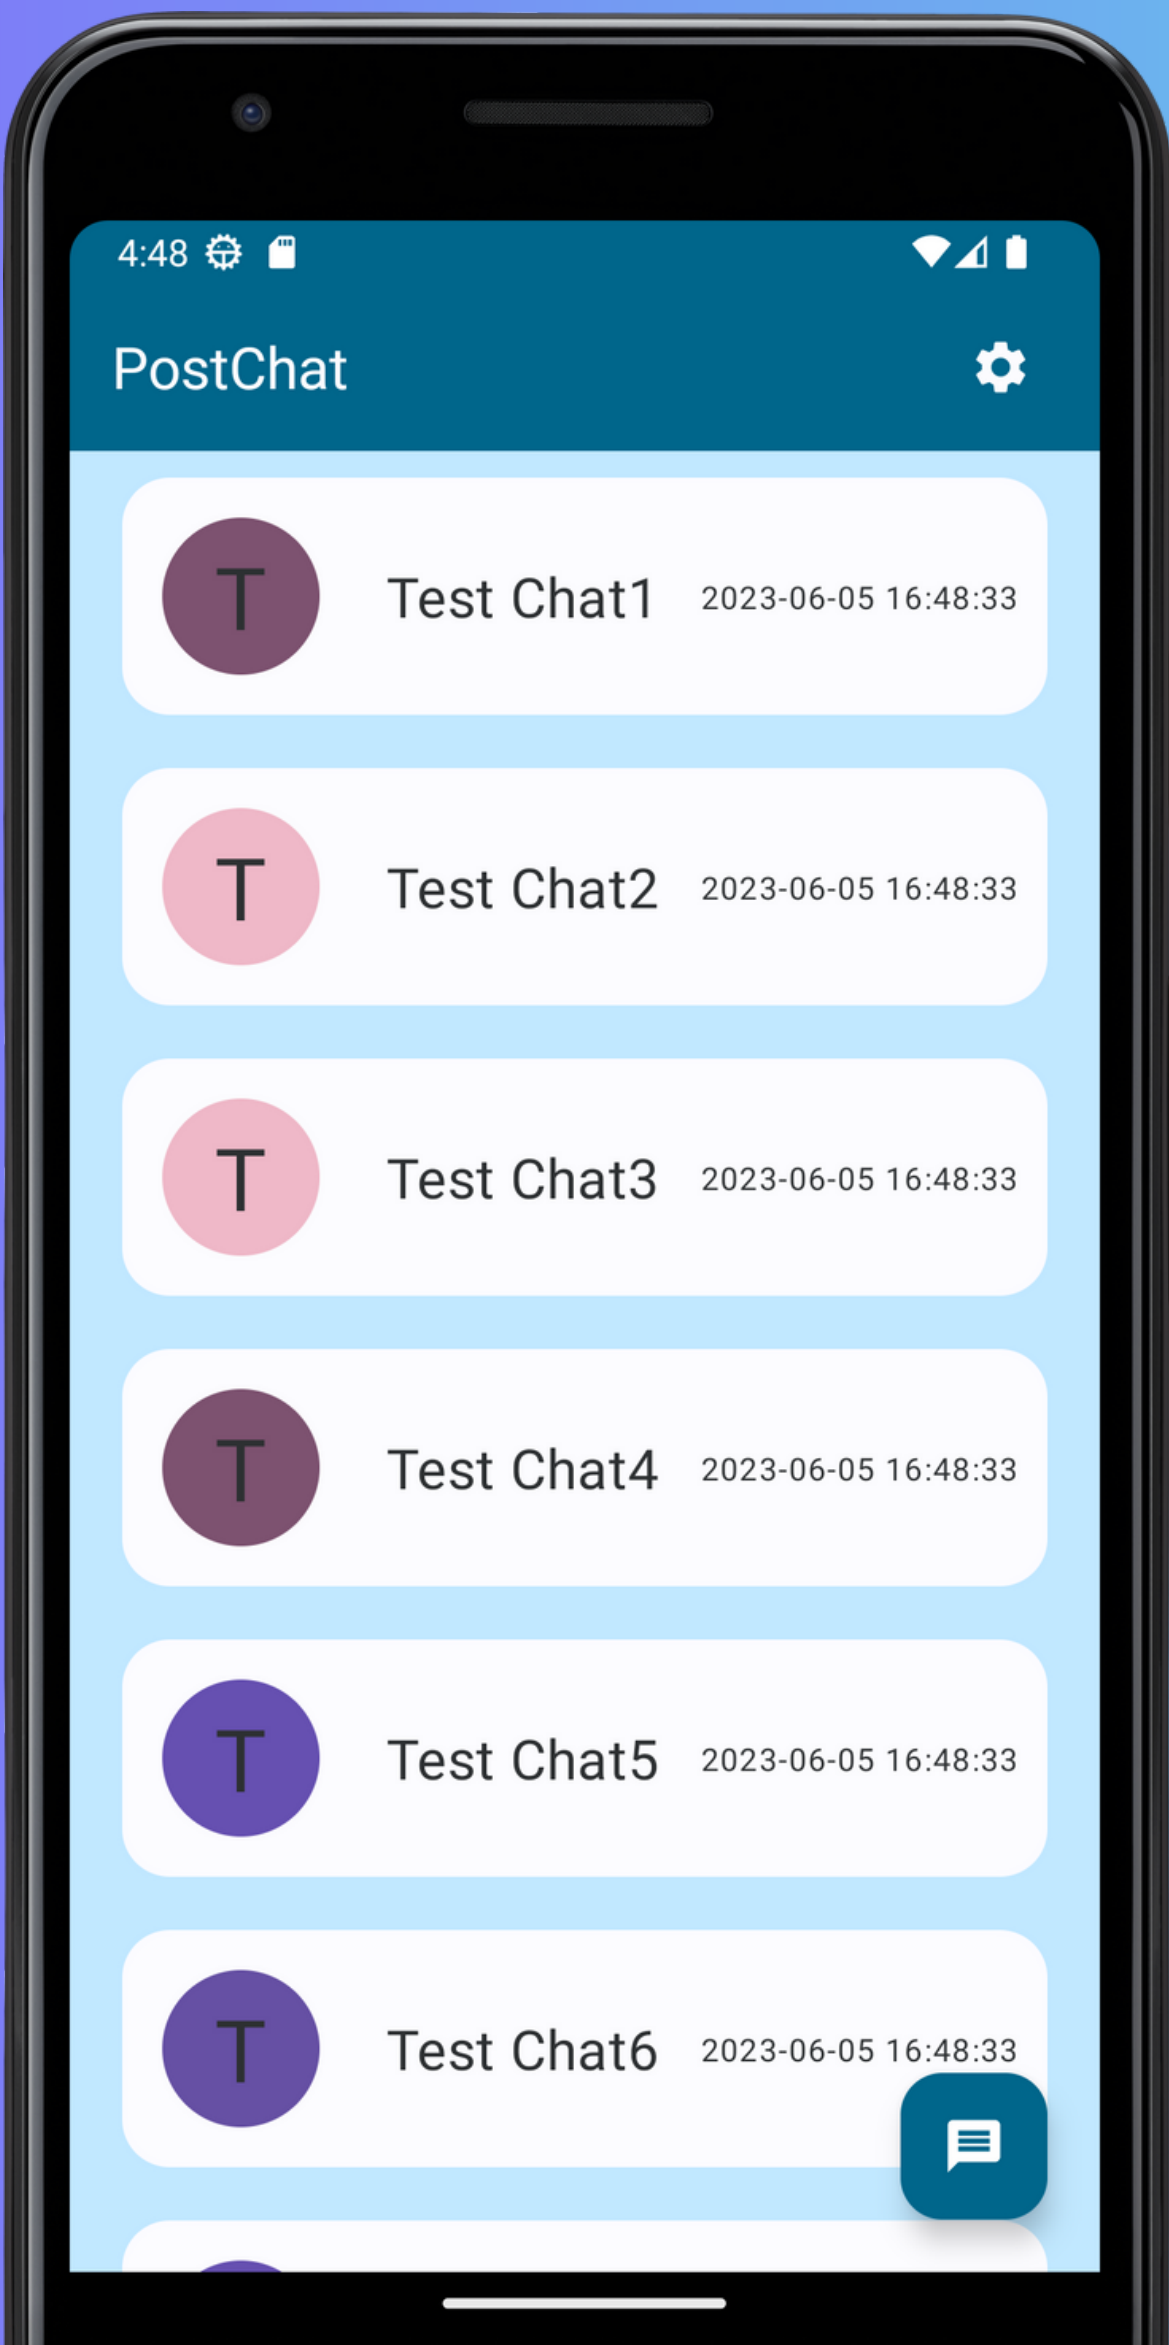 4:48
PostChat
T Test Chat1 2023-06-05 16:48:33
T Test Chat2 2023-06-05 16:48:33
T Test Chat3 2023-06-05 16:48:33
T Test Chat4 2023-06-05 16:48:33
T Test Chat5 2023-06-05 16:48:33
T Test Chat6 2023-06-05 16:48:33